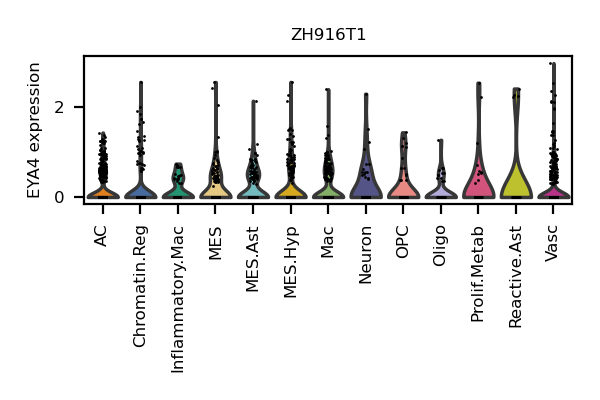 ZH916T1
EYA4 expression
2
0
AC
Chromatin.Reg
Inflammatory.Mac
MES
MES.Ast
MES.Hyp
Mac
Neuron
OPC
Oligo
Prolif.Metab
Reactive.Ast
Vasc